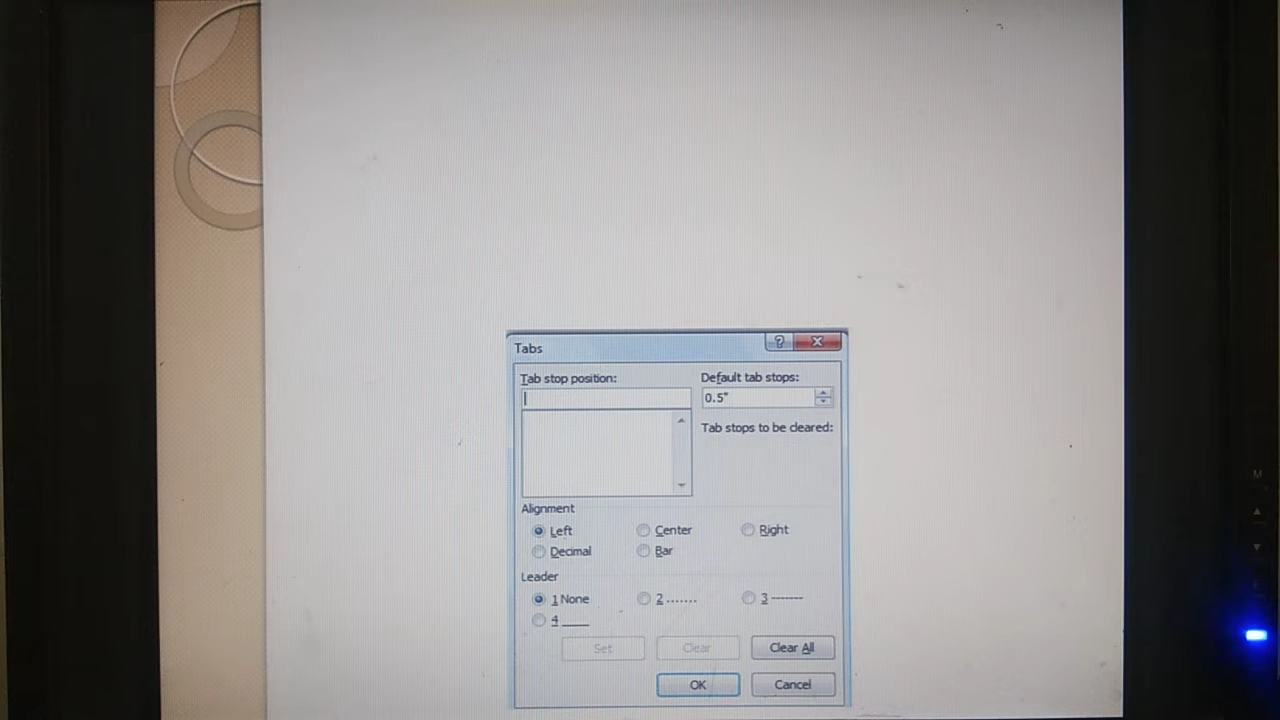 Tabs
?
Tab stop position:
Default tab stops:
0.5"
Tab stops to be cleared:
Alignment
Left
Center
Right
Decimal
Bar
Leader
1 None
2 .......
3 -------
4 ____
Set
Clear
Clear All
OK
Cancel
M